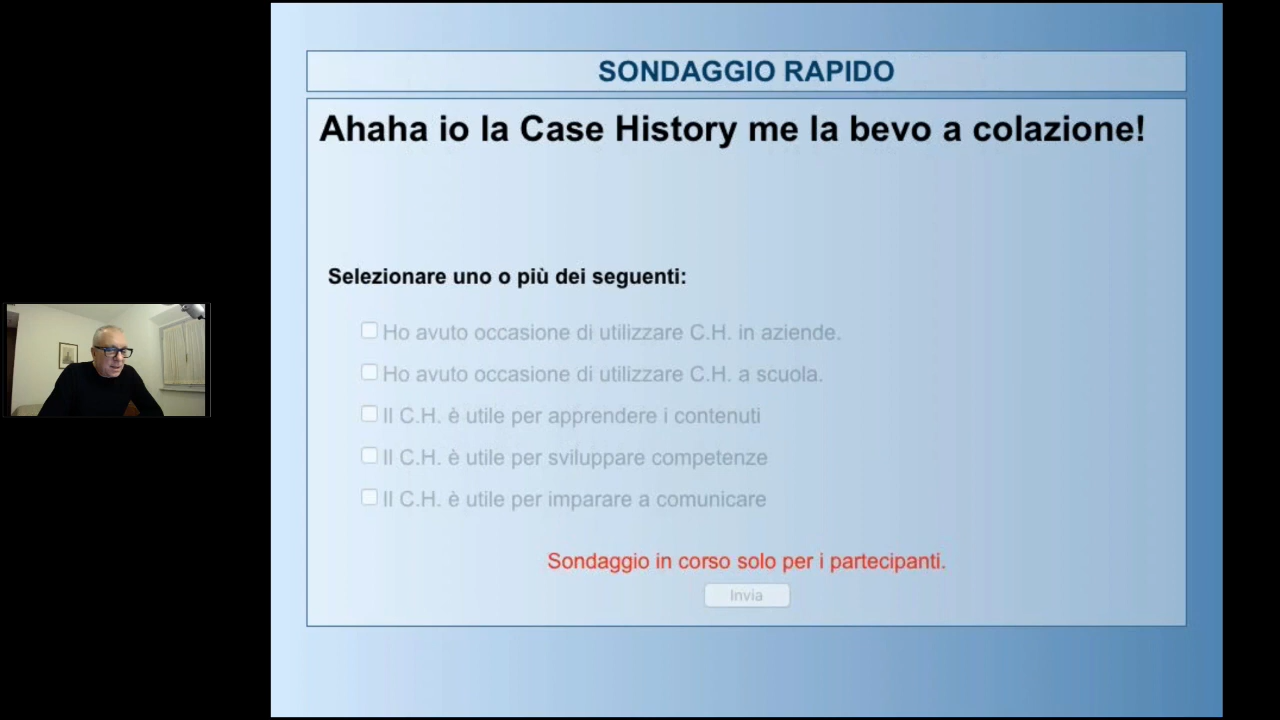 SONDAGGIO RAPIDO
Ahaha io la Case History me la bevo a colazione!
Selezionare uno o più dei seguenti:
Ho avuto occasione di utilizzare C.H. in aziende.
Ho avuto occasione di utilizzare C.H. a scuola.
Il C.H. è utile per apprendere i contenuti
Il C.H. è utile per sviluppare competenze
Il C.H. è utile per imparare a comunicare
Sondaggio in corso solo per i partecipanti.
Invia